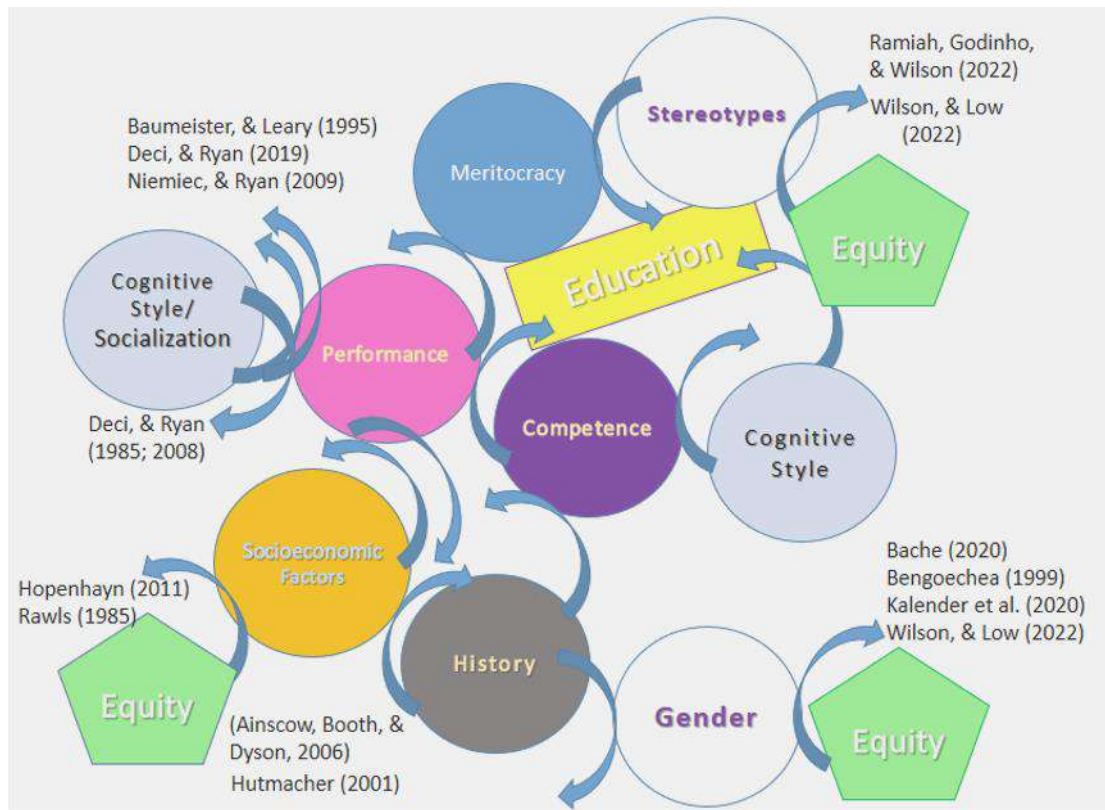 Ramiah, Godinho,
& Wilson (2022)
Wilson, & Low
(2022)
Stereotypes
Baumeister, & Leary (1995)
Deci, & Ryan (2019)
Niemiec, & Ryan (2009)
Meritocracy
Equity
Education
Cognitive
Style/
Socialization
Performance
Competence
Cognitive
Style
Deci, & Ryan
(1985; 2008)
Socioeconomic
Factors
Hopenhayn (2011)
Rawls (1985)
Equity
History
(Ainscow, Booth, &
Dyson, 2006)
Hutmacher (2001)
Gender
Bache (2020)
Bengoechea (1999)
Kalender et al. (2020)
Wilson, & Low (2022)
Equity